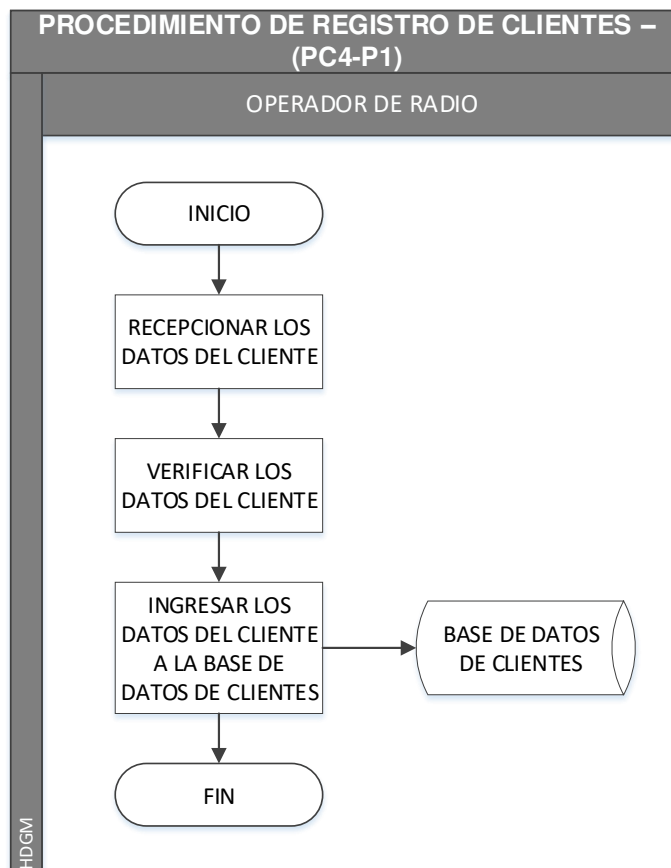 PROCEDIMIENTO DE REGISTRO DE CLIENTES –
(PC4-P1)
OPERADOR DE RADIO
INICIO
RECEPCIONAR LOS
DATOS DEL CLIENTE
VERIFICAR LOS
DATOS DEL CLIENTE
INGRESAR LOS
DATOS DEL CLIENTE
A LA BASE DE
DATOS DE CLIENTES
BASE DE DATOS
DE CLIENTES
FIN
HDGM